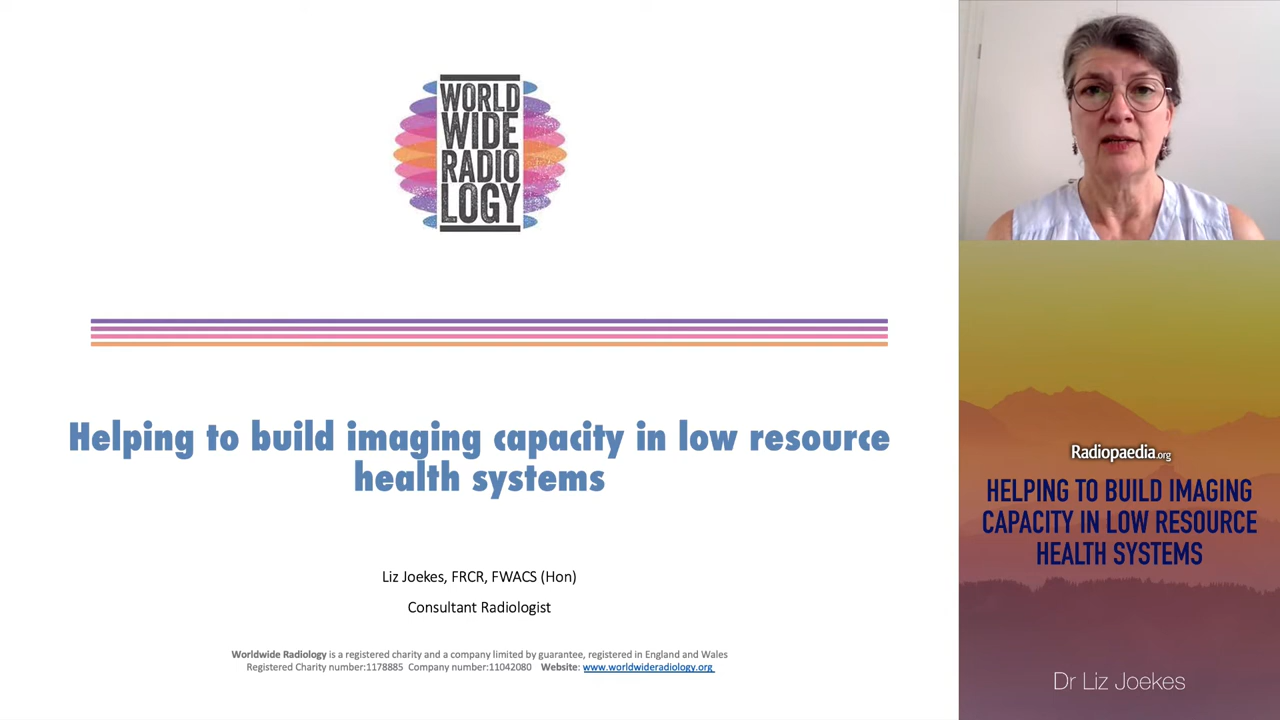 WORLD
WIDE
RADIO
LOGY
Helping to build imaging capacity in low resource
health systems
Liz Joekes, FRCR, FWACS (Hon)
Consultant Radiologist
Worldwide Radiology is a registered charity and a company limited by guarantee, registered in England and Wales
Registered Charity number:1178885 Company number:11042080 Website: www.worldwideradiology.org
Radiopaedia.org
HELPING TO BUILD IMAGING
CAPACITY IN LOW RESOURCE
HEALTH SYSTEMS
Dr Liz Joekes